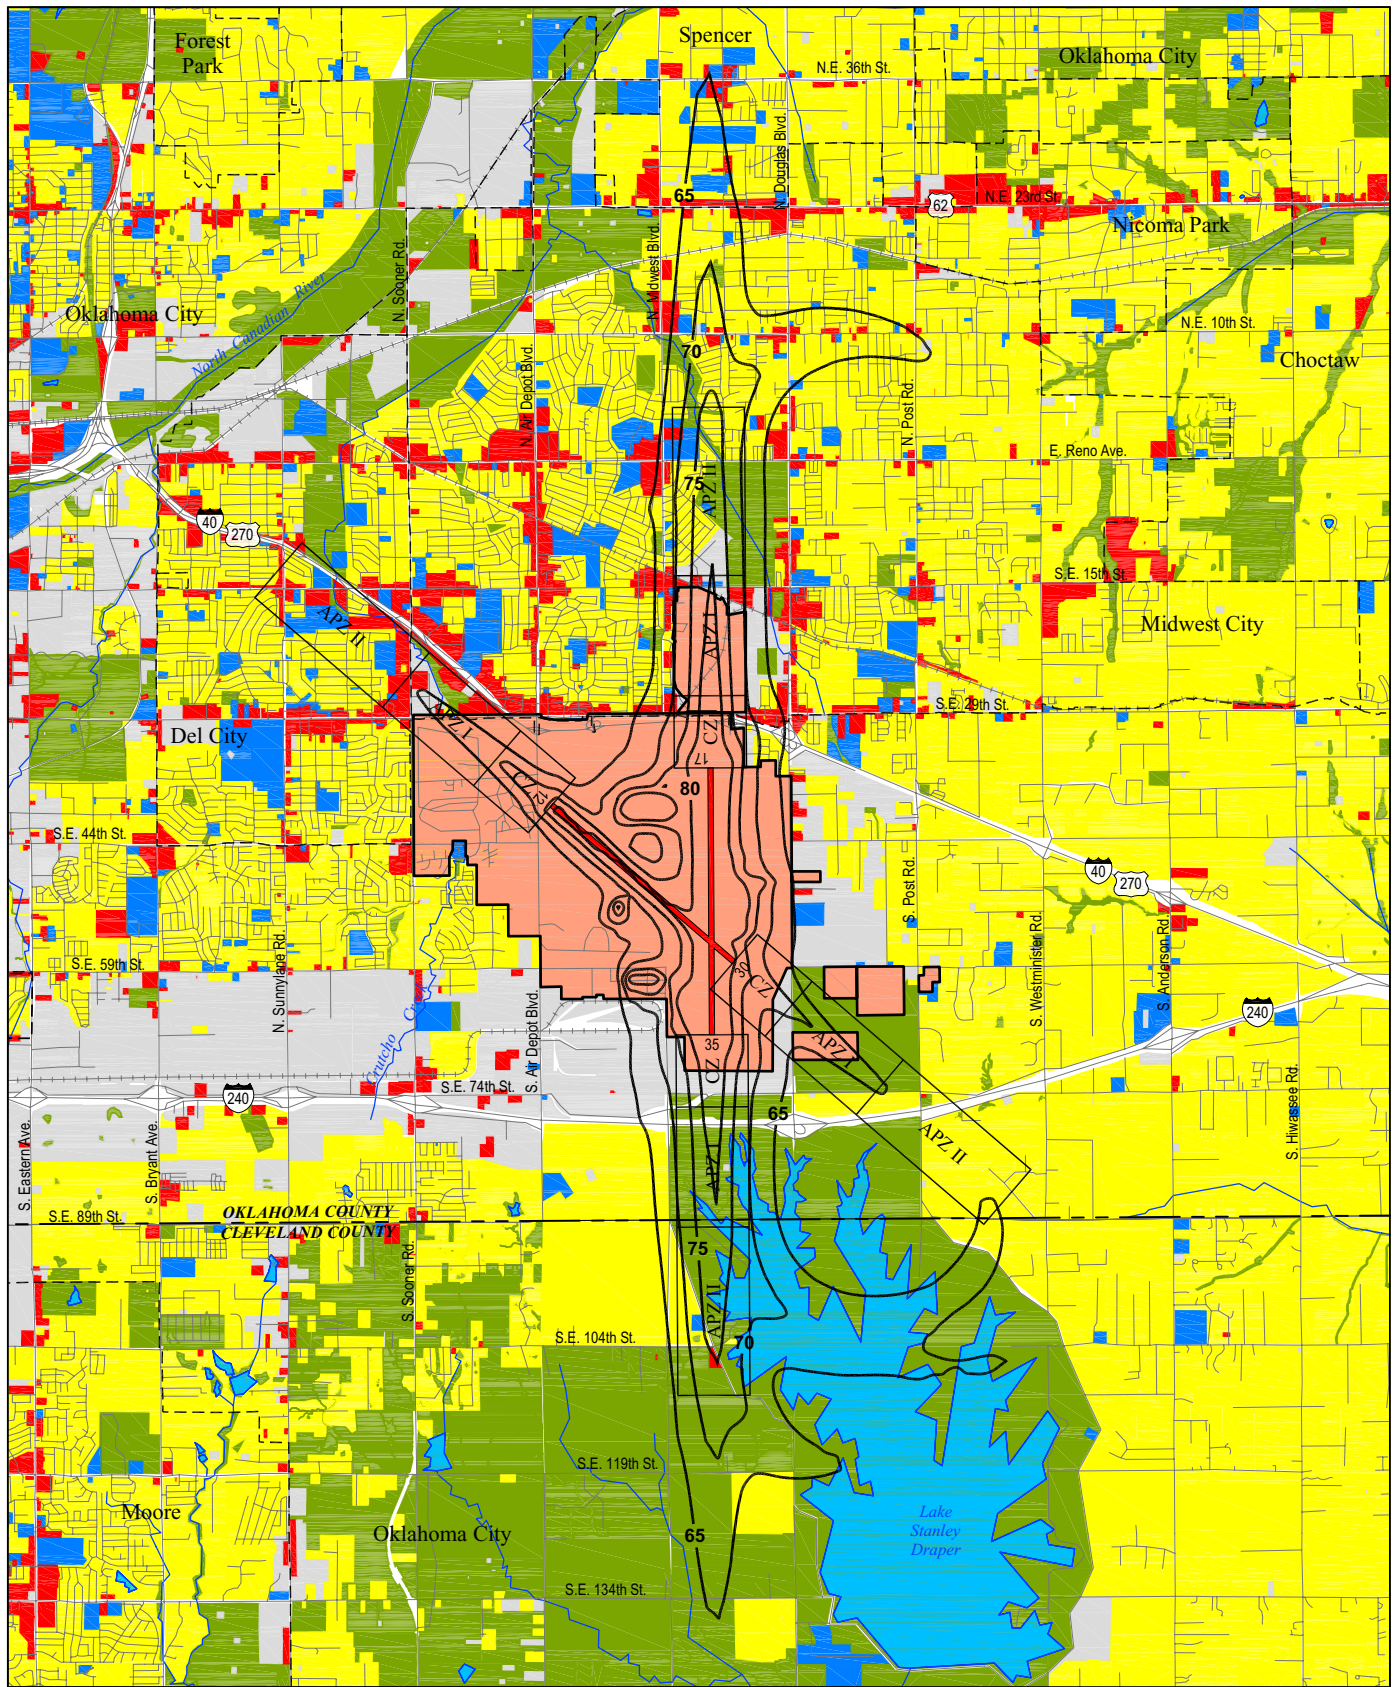 Forest
Park
Spencer
Oklahoma City
N.E. 36th St.
N. Douglas Blvd.
65
62
N.E. 23rd St.
Nicoma Park
N. Sooner Rd.
N. Midwest Blvd.
North Canadian River
Oklahoma City
N.E. 10th St.
Choctaw
70
N. Air Depot Blvd.
N. Post Rd.
E. Reno Ave.
75
APZ II
40
270
S.E. 15th St.
APZ II
APZ I
Midwest City
S.E. 29th St.
APZ I
Del City
CZ
17
CZ
12
80
S.E. 44th St.
40
270
S. Post Rd.
S. Westminister Rd.
S. Anderson Rd.
N. Sunnylane Rd.
S.E. 59th St.
30
CZ
S. Air Depot Blvd.
Crutcho
240
35
APZ I
CZ
S.E. 74th St.
240
65
S. Hiwassee Rd.
APZ II
S. Eastern Ave.
S. Bryant Ave.
APZ I
OKLAHOMA COUNTY
S.E. 89th St.
CLEVELAND COUNTY
75
S. Sooner Rd.
APZ II
S.E. 104th St.
70
S.E. 119th St.
Moore
Oklahoma City
65
Lake
Stanley
Draper
S.E. 134th St.